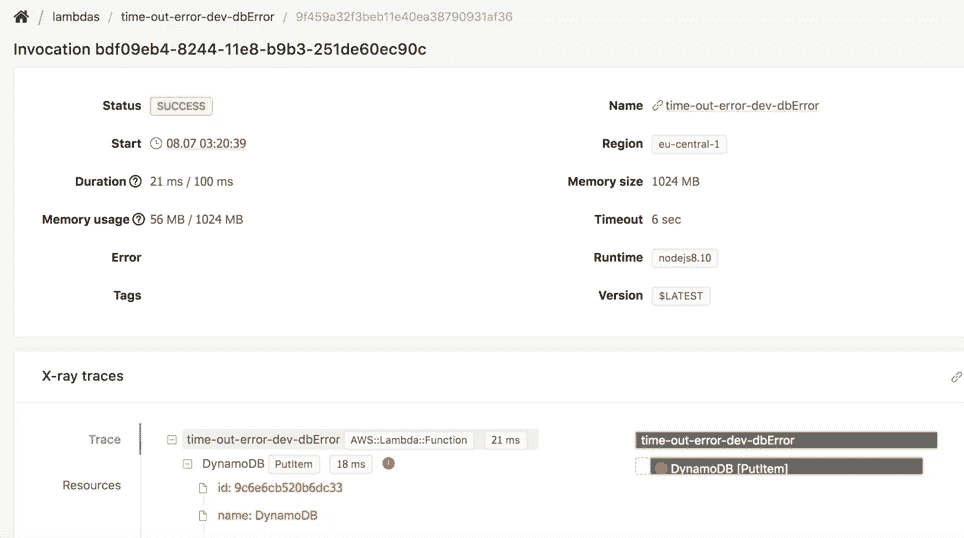 / lambdas / time-out-error-dev-dbError / 9f459a32f3beb11e40ea38790931af36
Invocation bdf09eb4-8244-11e8-b9b3-251de60ec90c
Status SUCCESS
Name time-out-error-dev-dbError
Start 08.07 03:20:39
Region eu-central-1
Duration 21 ms / 100 ms
Memory size 1024 MB
Memory usage 56 MB / 1024 MB
Timeout 6 sec
Error
Runtime nodejs8.10
Tags
Version $LATEST
X-ray traces
Trace
time-out-error-dev-dbError AWS::Lambda::Function 21 ms
time-out-error-dev-dbError
DynamoDB PutItem 18 ms
DynamoDB [PutItem]
Resources
id: 9c6e6cb520b6dc33
name: DynamoDB